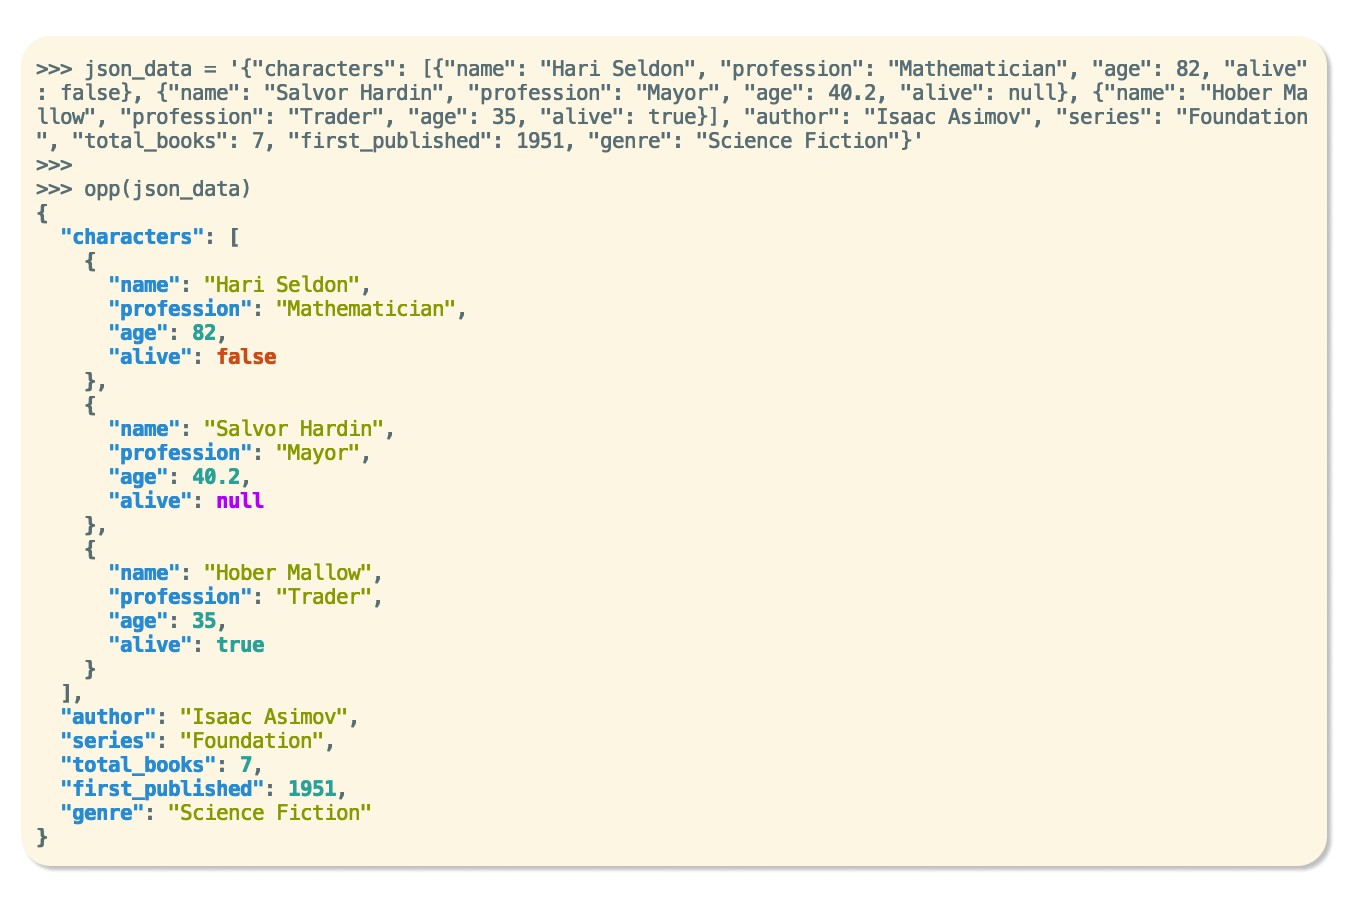 >>> json_data = '{"characters": [{"name": "Hari Seldon", "profession": "Mathematician", "age": 82, "alive"
: false}, {"name": "Salvor Hardin", "profession": "Mayor", "age": 40.2, "alive": null}, {"name": "Hober Ma
llow", "profession": "Trader", "age": 35, "alive": true}], "author": "Isaac Asimov", "series": "Foundation
", "total_books": 7, "first_published": 1951, "genre": "Science Fiction"}'
>>>
>>> opp(json_data)
{
  "characters": [
    {
      "name": "Hari Seldon",
      "profession": "Mathematician",
      "age": 82,
      "alive": false
    },
    {
      "name": "Salvor Hardin",
      "profession": "Mayor",
      "age": 40.2,
      "alive": null
    },
    {
      "name": "Hober Mallow",
      "profession": "Trader",
      "age": 35,
      "alive": true
    }
  ],
  "author": "Isaac Asimov",
  "series": "Foundation",
  "total_books": 7,
  "first_published": 1951,
  "genre": "Science Fiction"
}